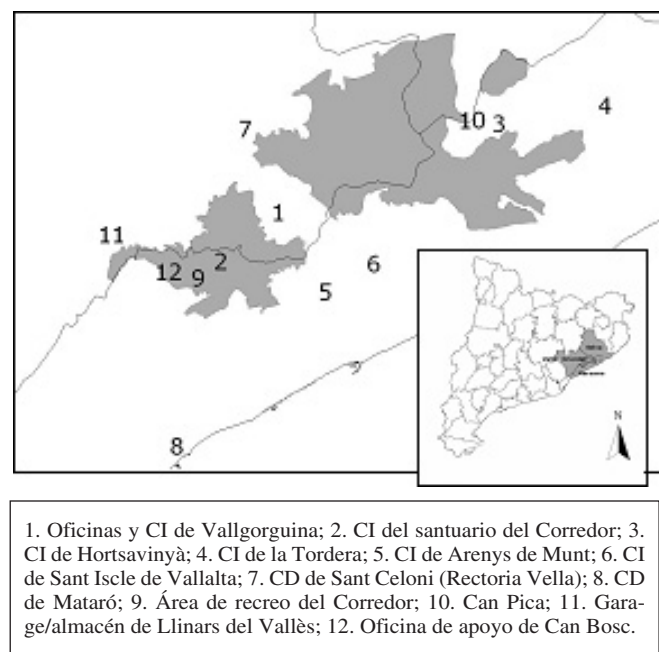 4
7
10
3
1
11
2
12
9
6
5
8
N
1. Oficinas y CI de Vallgorguina; 2. CI del santuario del Corredor; 3.
CI de Hortsavinyà; 4. CI de la Tordera; 5. CI de Arenys de Munt; 6. CI
de Sant Iscle de Vallalta; 7. CD de Sant Celoni (Rectoria Vella); 8. CD
de Mataró; 9. Área de recreo del Corredor; 10. Can Pica; 11. Gara-
ge/almacén de Llinars del Vallès; 12. Oficina de apoyo de Can Bosc.